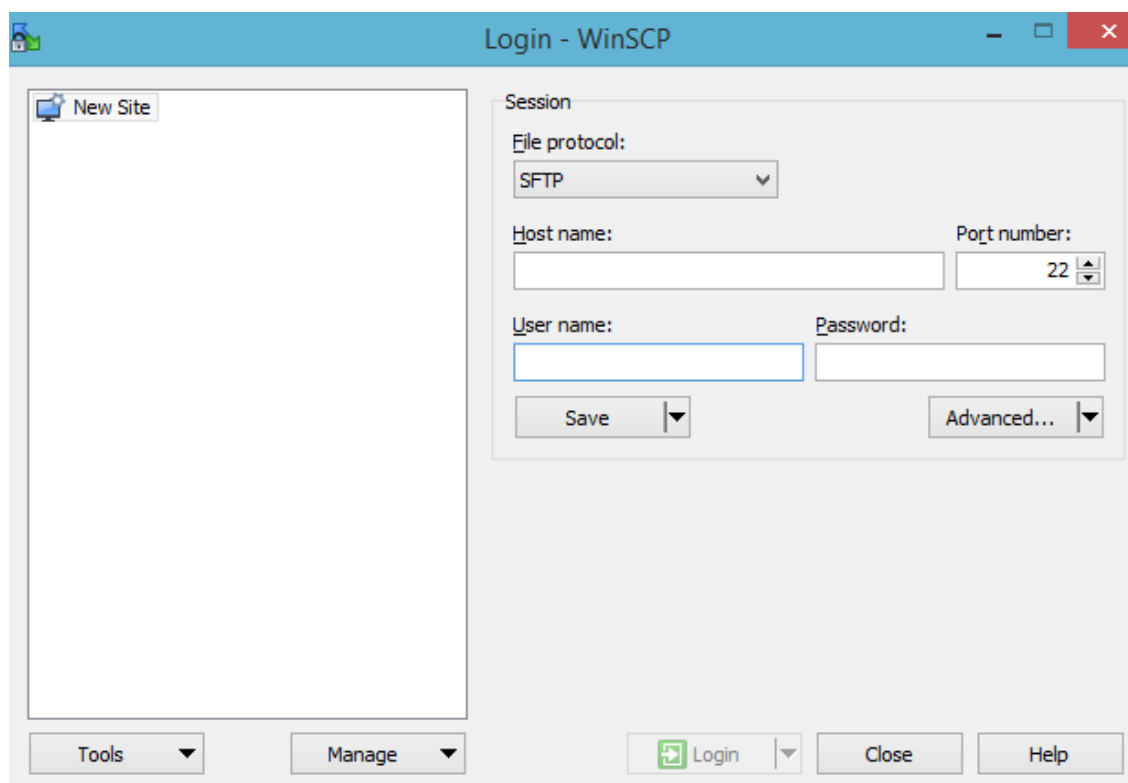 Login - WinSCP
New Site
Session
File protocol:
SFTP
Host name:
Port number:
22
User name:
Password:
Save
Advanced...
Tools
Manage
Login
Close
Help